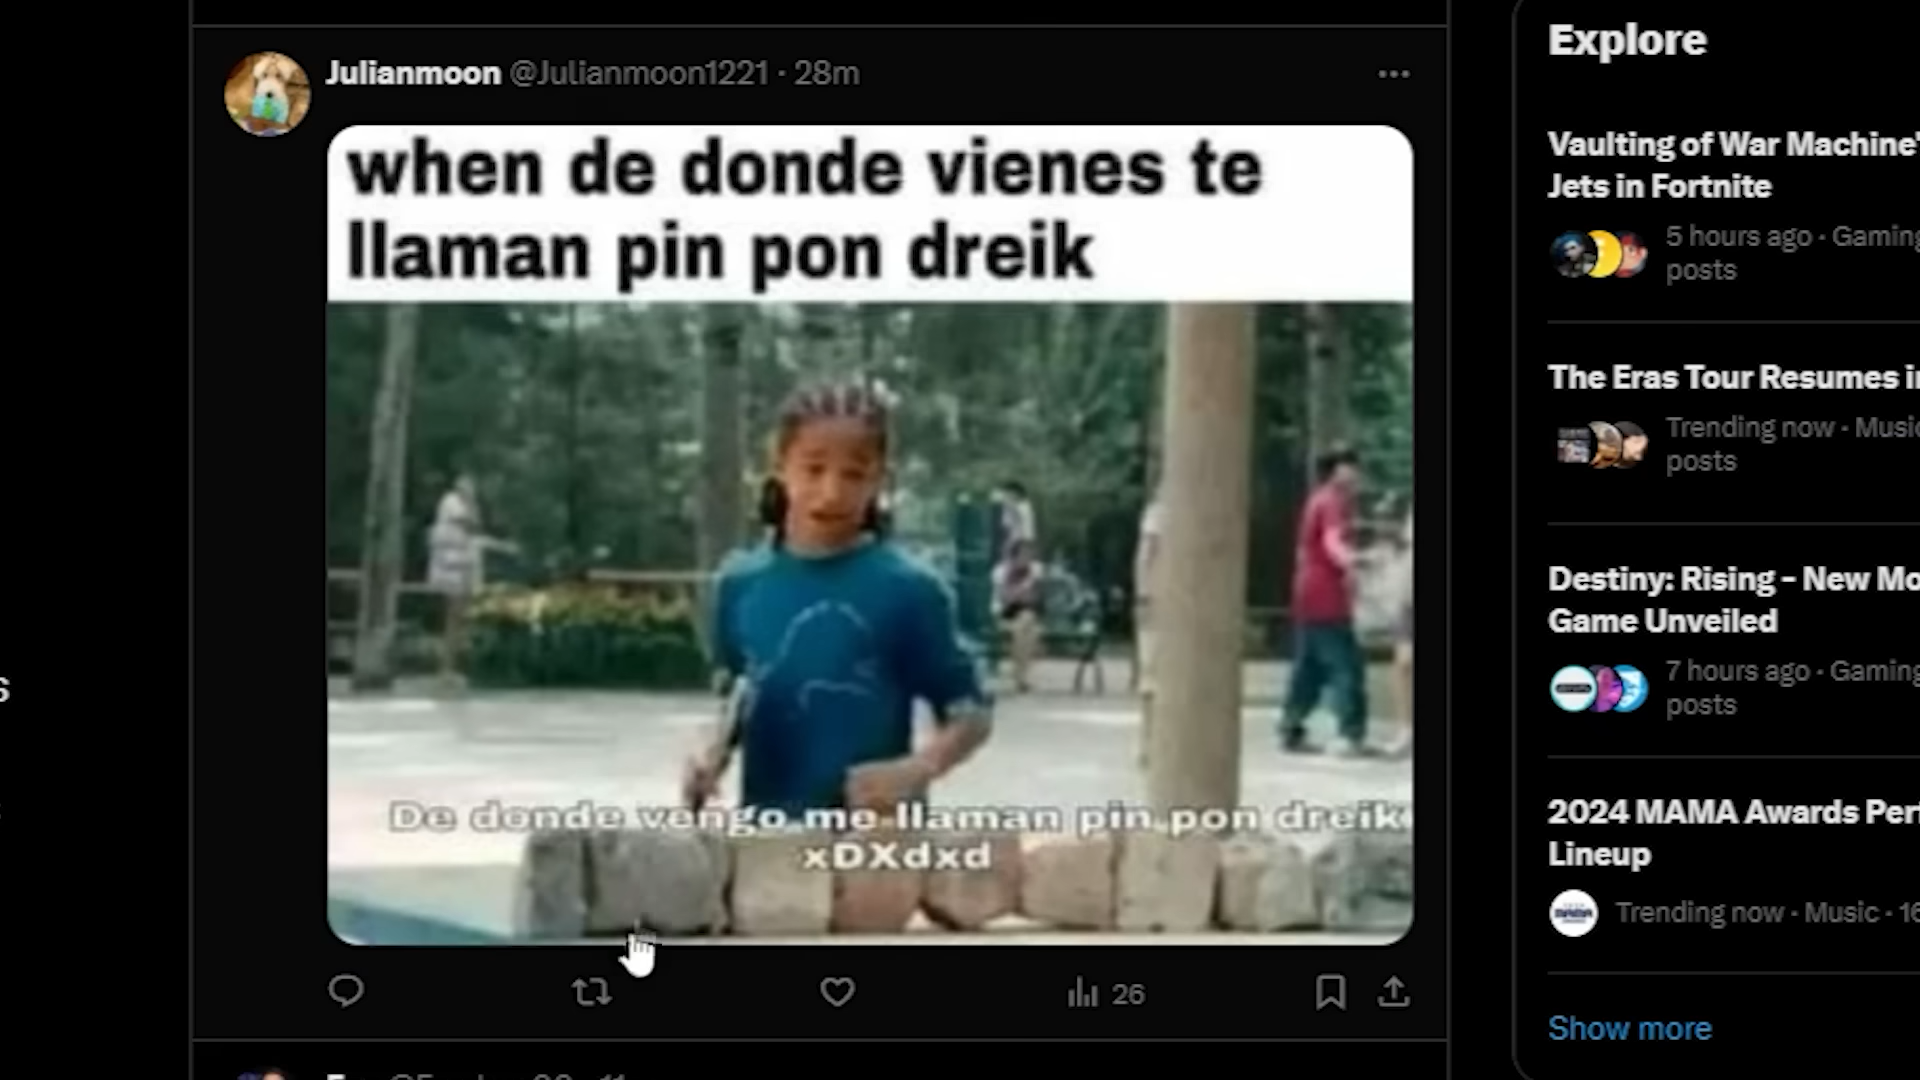 Julianmoon @Julianmoon1221 · 28m
when de donde vienes te
llaman pin pon dreik
De donde vengo me llaman pin pon dreik
xDXdxd
26
Explore
Vaulting of War Machine'
Jets in Fortnite
5 hours ago · Gaming
posts
The Eras Tour Resumes in
Trending now · Music
posts
Destiny: Rising – New Mo
Game Unveiled
7 hours ago · Gaming
posts
2024 MAMA Awards Perf
Lineup
Trending now · Music · 16
Show more